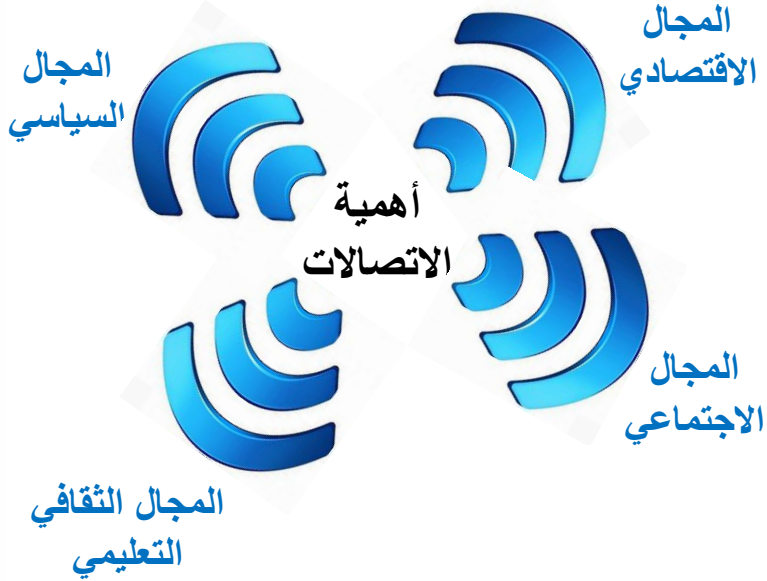 أهمية
الاتصالات
المجال
الاقتصادي
المجال
السياسي
المجال
الاجتماعي
المجال الثقافي
التعليمي